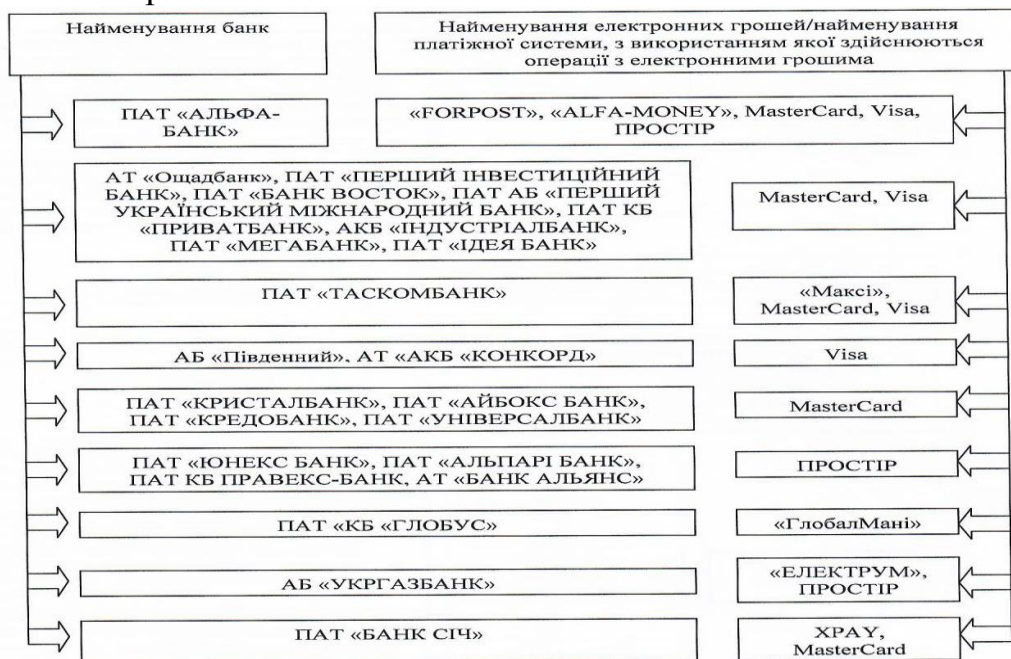 Найменування банк
Найменування електронних грошей/найменування
платіжної системи, з використанням якої здійснюються
операції з електронними грошима
ПАТ «АЛЬФА-
БАНК»
«FORPOST», «ALFA-MONEY», MasterCard, Visa,
ПРОСТІР
АТ «Ощадбанк», ПАТ «ПЕРШИЙ ІНВЕСТИЦІЙНИЙ
БАНК», ПАТ «БАНК ВОСТОК», ПАТ АБ «ПЕРШИЙ
УКРАЇНСЬКИЙ МІЖНАРОДНИЙ БАНК», ПАТ КБ
«ПРИВАТБАНК», АКБ «ІНДУСТРІАЛБАНК»,
ПАТ «МЕГАБАНК», ПАТ «ІДЕЯ БАНК»
MasterCard, Visa
ПАТ «ТАСКОМБАНК»
«Максі»,
MasterCard, Visa
АБ «Південний», АТ «АКБ «КОНКОРД»
Visa
ПАТ «КРИСТАЛБАНК», ПАТ «АЙБОКС БАНК»,
ПАТ «КРЕДОБАНК», ПАТ «УНІВЕРСАЛБАНК»
MasterCard
ПАТ «ЮНЕКС БАНК», ПАТ «АЛЬПАРІ БАНК»,
ПАТ КБ ПРАВЕКС-БАНК, АТ «БАНК АЛЬЯНС»
ПРОСТІР
ПАТ «КБ «ГЛОБУС»
«ГлобалМані»
АБ «УКРГАЗБАНК»
«ЕЛЕКТРУМ»,
ПРОСТІР
ПАТ «БАНК СІЧ»
XPAY,
MasterCard